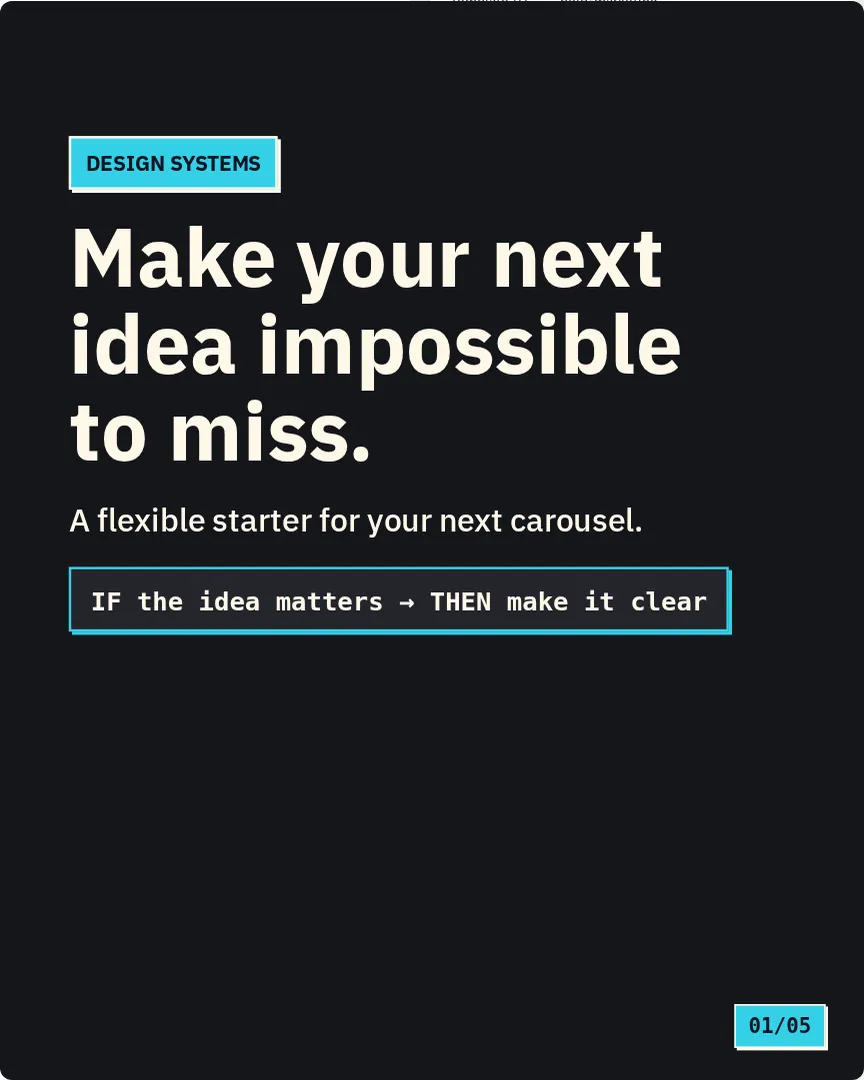 DESIGN SYSTEMS
Make your next
idea impossible
to miss.
A flexible starter for your next carousel.
IF the idea matters → THEN make it clear
01/05